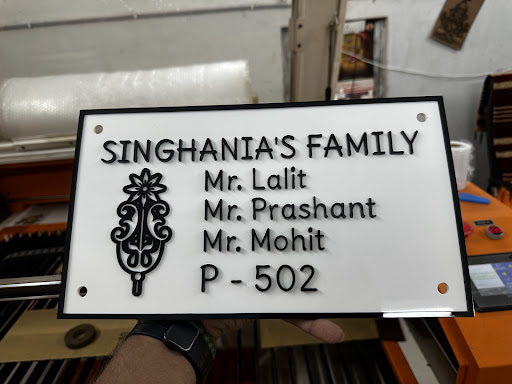 SINGHANIA'S FAMILY
Mr. Lalit
Mr. Prashant
Mr. Mohit
P - 502